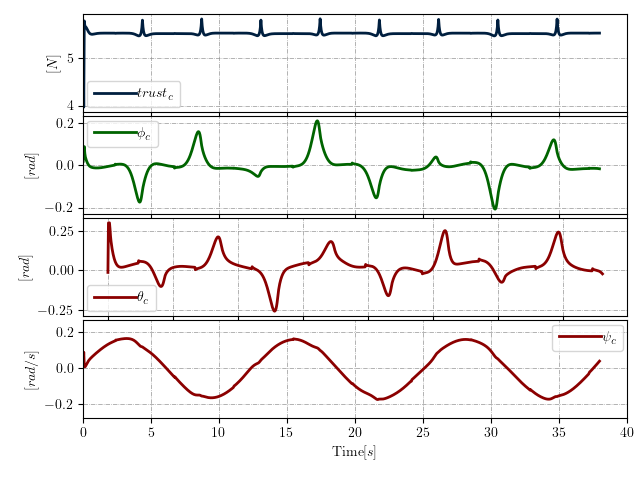 [N]
5
4
trust_c
[rad]
0.2
0.0
−0.2
ϕ_c
[rad]
0.25
0.00
−0.25
θ_c
[rad/s]
0.2
0.0
−0.2
ψ_c
0 5 10 15 20 25 30 35 40
Time[s]